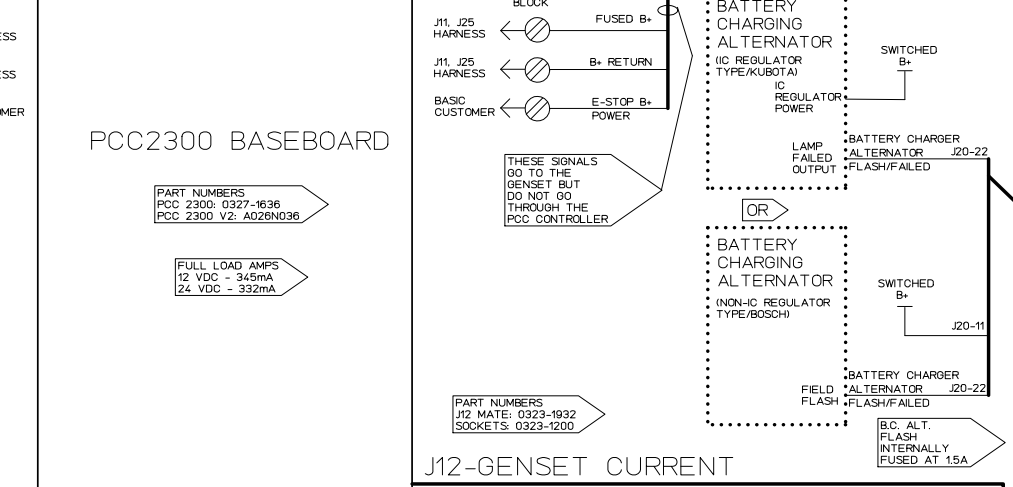 ESS
ESS
OMER
PCC2300 BASEBOARD
PART NUMBERS
PCC 2300: 0327-1636
PCC 2300 V2: A026N036
FULL LOAD AMPS
12 VDC - 345mA
24 VDC - 332mA
BLOCK
J11, J25
HARNESS
FUSED B+
J11, J25
HARNESS
B+ RETURN
BASIC
CUSTOMER
E-STOP B+
POWER
THESE SIGNALS
GO TO THE
GENSET BUT
DO NOT GO
THROUGH THE
PCC CONTROLLER
PART NUMBERS
J12 MATE: 0323-1932
SOCKETS: 0323-1200
J12-GENSET CURRENT
BATTERY
CHARGING
ALTERNATOR
(IC REGULATOR
TYPE/KUBOTA)
IC
REGULATOR
POWER
SWITCHED
B+
LAMP
FAILED
OUTPUT
BATTERY CHARGER
ALTERNATOR
FLASH/FAILED
J20-22
OR
BATTERY
CHARGING
ALTERNATOR
(NON-IC REGULATOR
TYPE/BOSCH)
SWITCHED
B+
J20-11
FIELD
FLASH
BATTERY CHARGER
ALTERNATOR
FLASH/FAILED
J20-22
B.C. ALT.
FLASH
INTERNALLY
FUSED AT 1.5A